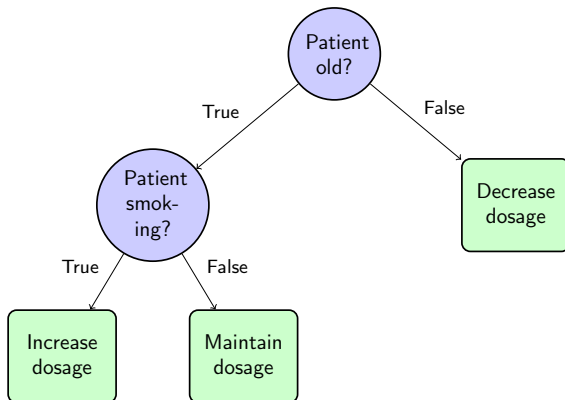 Patient
old?
True
False
Patient
smok-
ing?
Decrease
dosage
True
False
Increase
dosage
Maintain
dosage